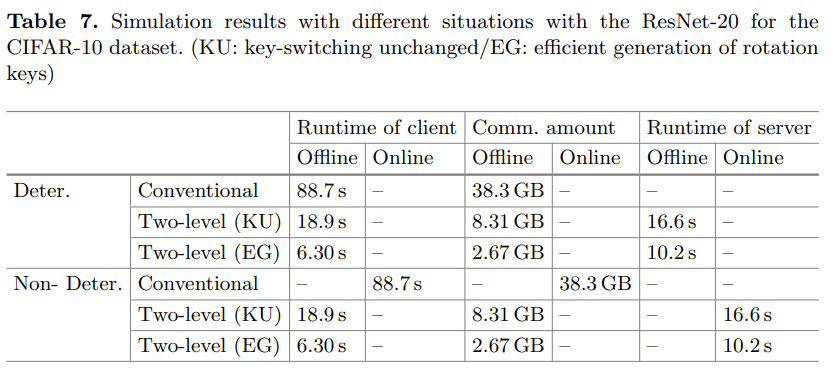 Table 7. Simulation results with different situations with the ResNet-20 for the
CIFAR-10 dataset. (KU: key-switching unchanged/EG: efficient generation of rotation
keys)
Runtime of client Comm. amount Runtime of server
Offline Online Offline Online Offline Online
Deter. Conventional 88.7 s – 38.3 GB – – –
Two-level (KU) 18.9 s – 8.31 GB – 16.6 s –
Two-level (EG) 6.30 s – 2.67 GB – 10.2 s –
Non- Deter. Conventional – 88.7 s – 38.3 GB – –
Two-level (KU) 18.9 s – 8.31 GB – – 16.6 s
Two-level (EG) 6.30 s – 2.67 GB – – 10.2 s